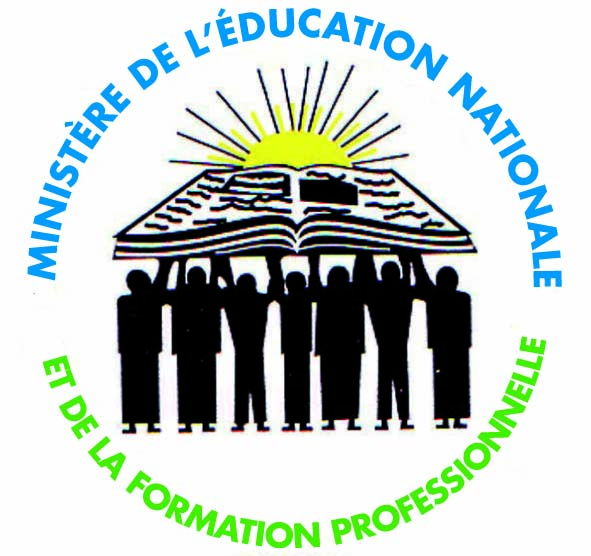 MINISTÈRE DE L'ÉDUCATION NATIONALE
ET DE LA FORMATION PROFESSIONNELLE